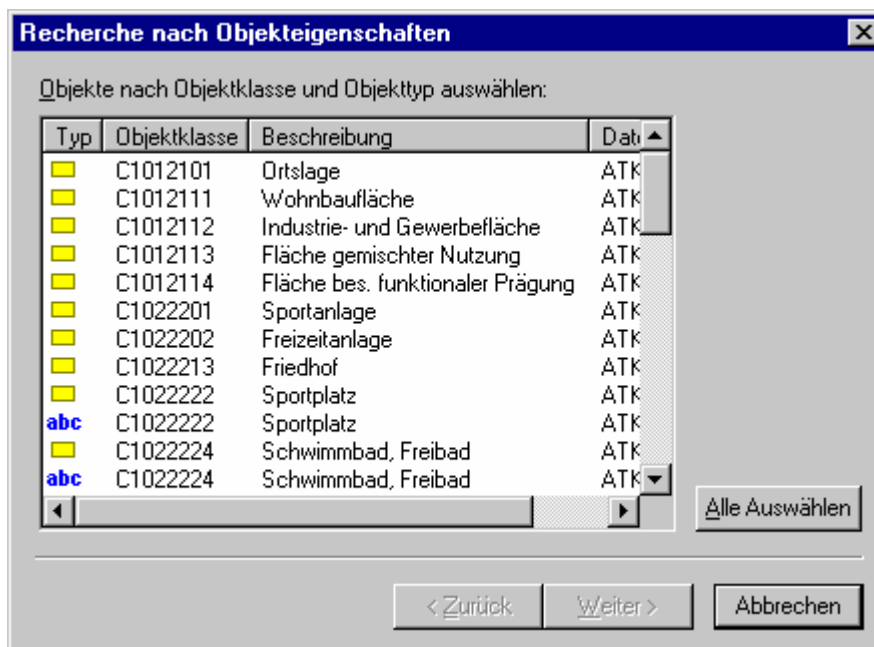 Recherche nach Objekteigenschaften
Objekte nach Objektklasse und Objekttyp auswählen:
Typ Objektklasse Beschreibung Date
C1012101 Ortslage ATK
C1012111 Wohnbaufläche ATK
C1012112 Industrie- und Gewerbefläche ATK
C1012113 Fläche gemischter Nutzung ATK
C1012114 Fläche bes. funktionaler Prägung ATK
C1022201 Sportanlage ATK
C1022202 Freizeitanlage ATK
C1022213 Friedhof ATK
C1022222 Sportplatz ATK
abc C1022222 Sportplatz ATK
C1022224 Schwimmbad, Freibad ATK
abc C1022224 Schwimmbad, Freibad ATK
Alle Auswählen
< Zurück Weiter > Abbrechen